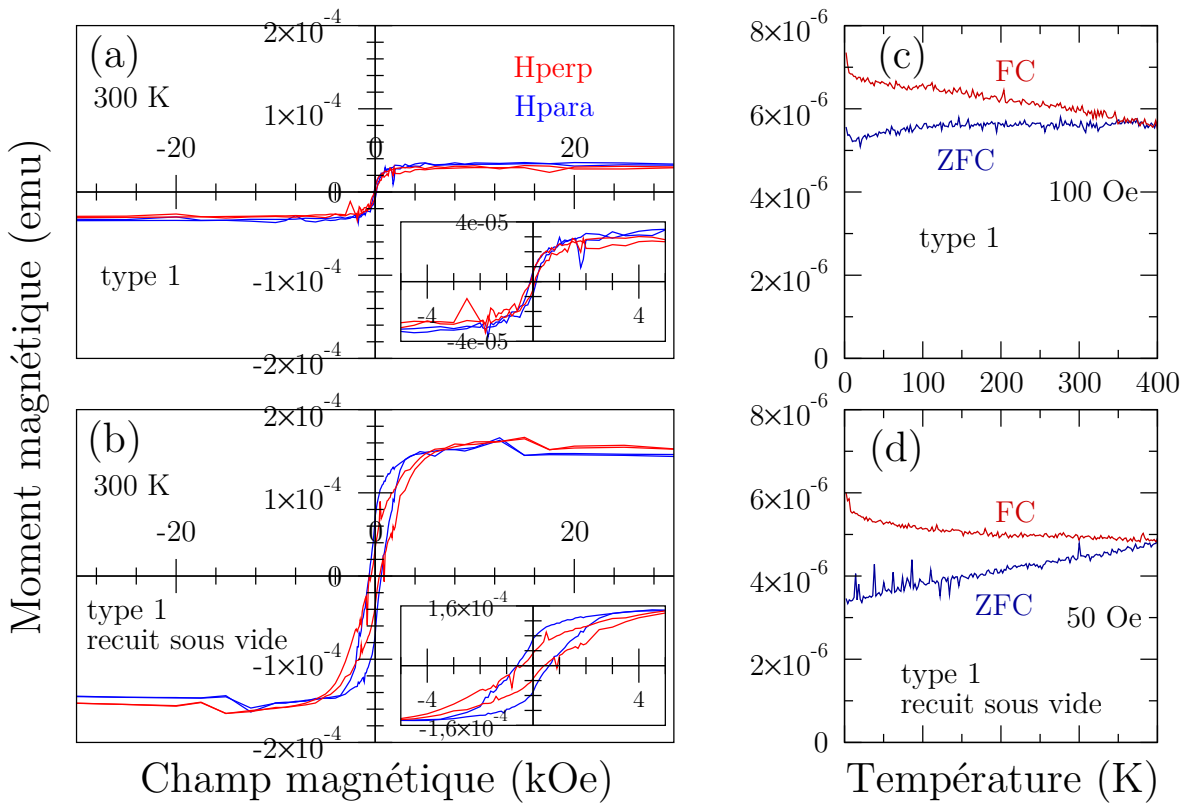 Moment magnétique (emu)
(a)
300 K
2×10-4
1×10-4
0
-1×10-4
-2×10-4
-20
0
20
Hperp
Hpara
type 1
4e-05
-4
4
-4e-05
(b)
300 K
2×10-4
1×10-4
0
-1×10-4
-2×10-4
-20
0
20
type 1
recuit sous vide
1,6×10-4
-4
4
-1,6×10-4
Champ magnétique (kOe)
(c)
8×10-6
6×10-6
4×10-6
2×10-6
0
FC
ZFC
100 Oe
type 1
0 100 200 300 400
(d)
8×10-6
6×10-6
4×10-6
2×10-6
0
FC
ZFC
50 Oe
type 1
recuit sous vide
0 100 200 300 400
Température (K)